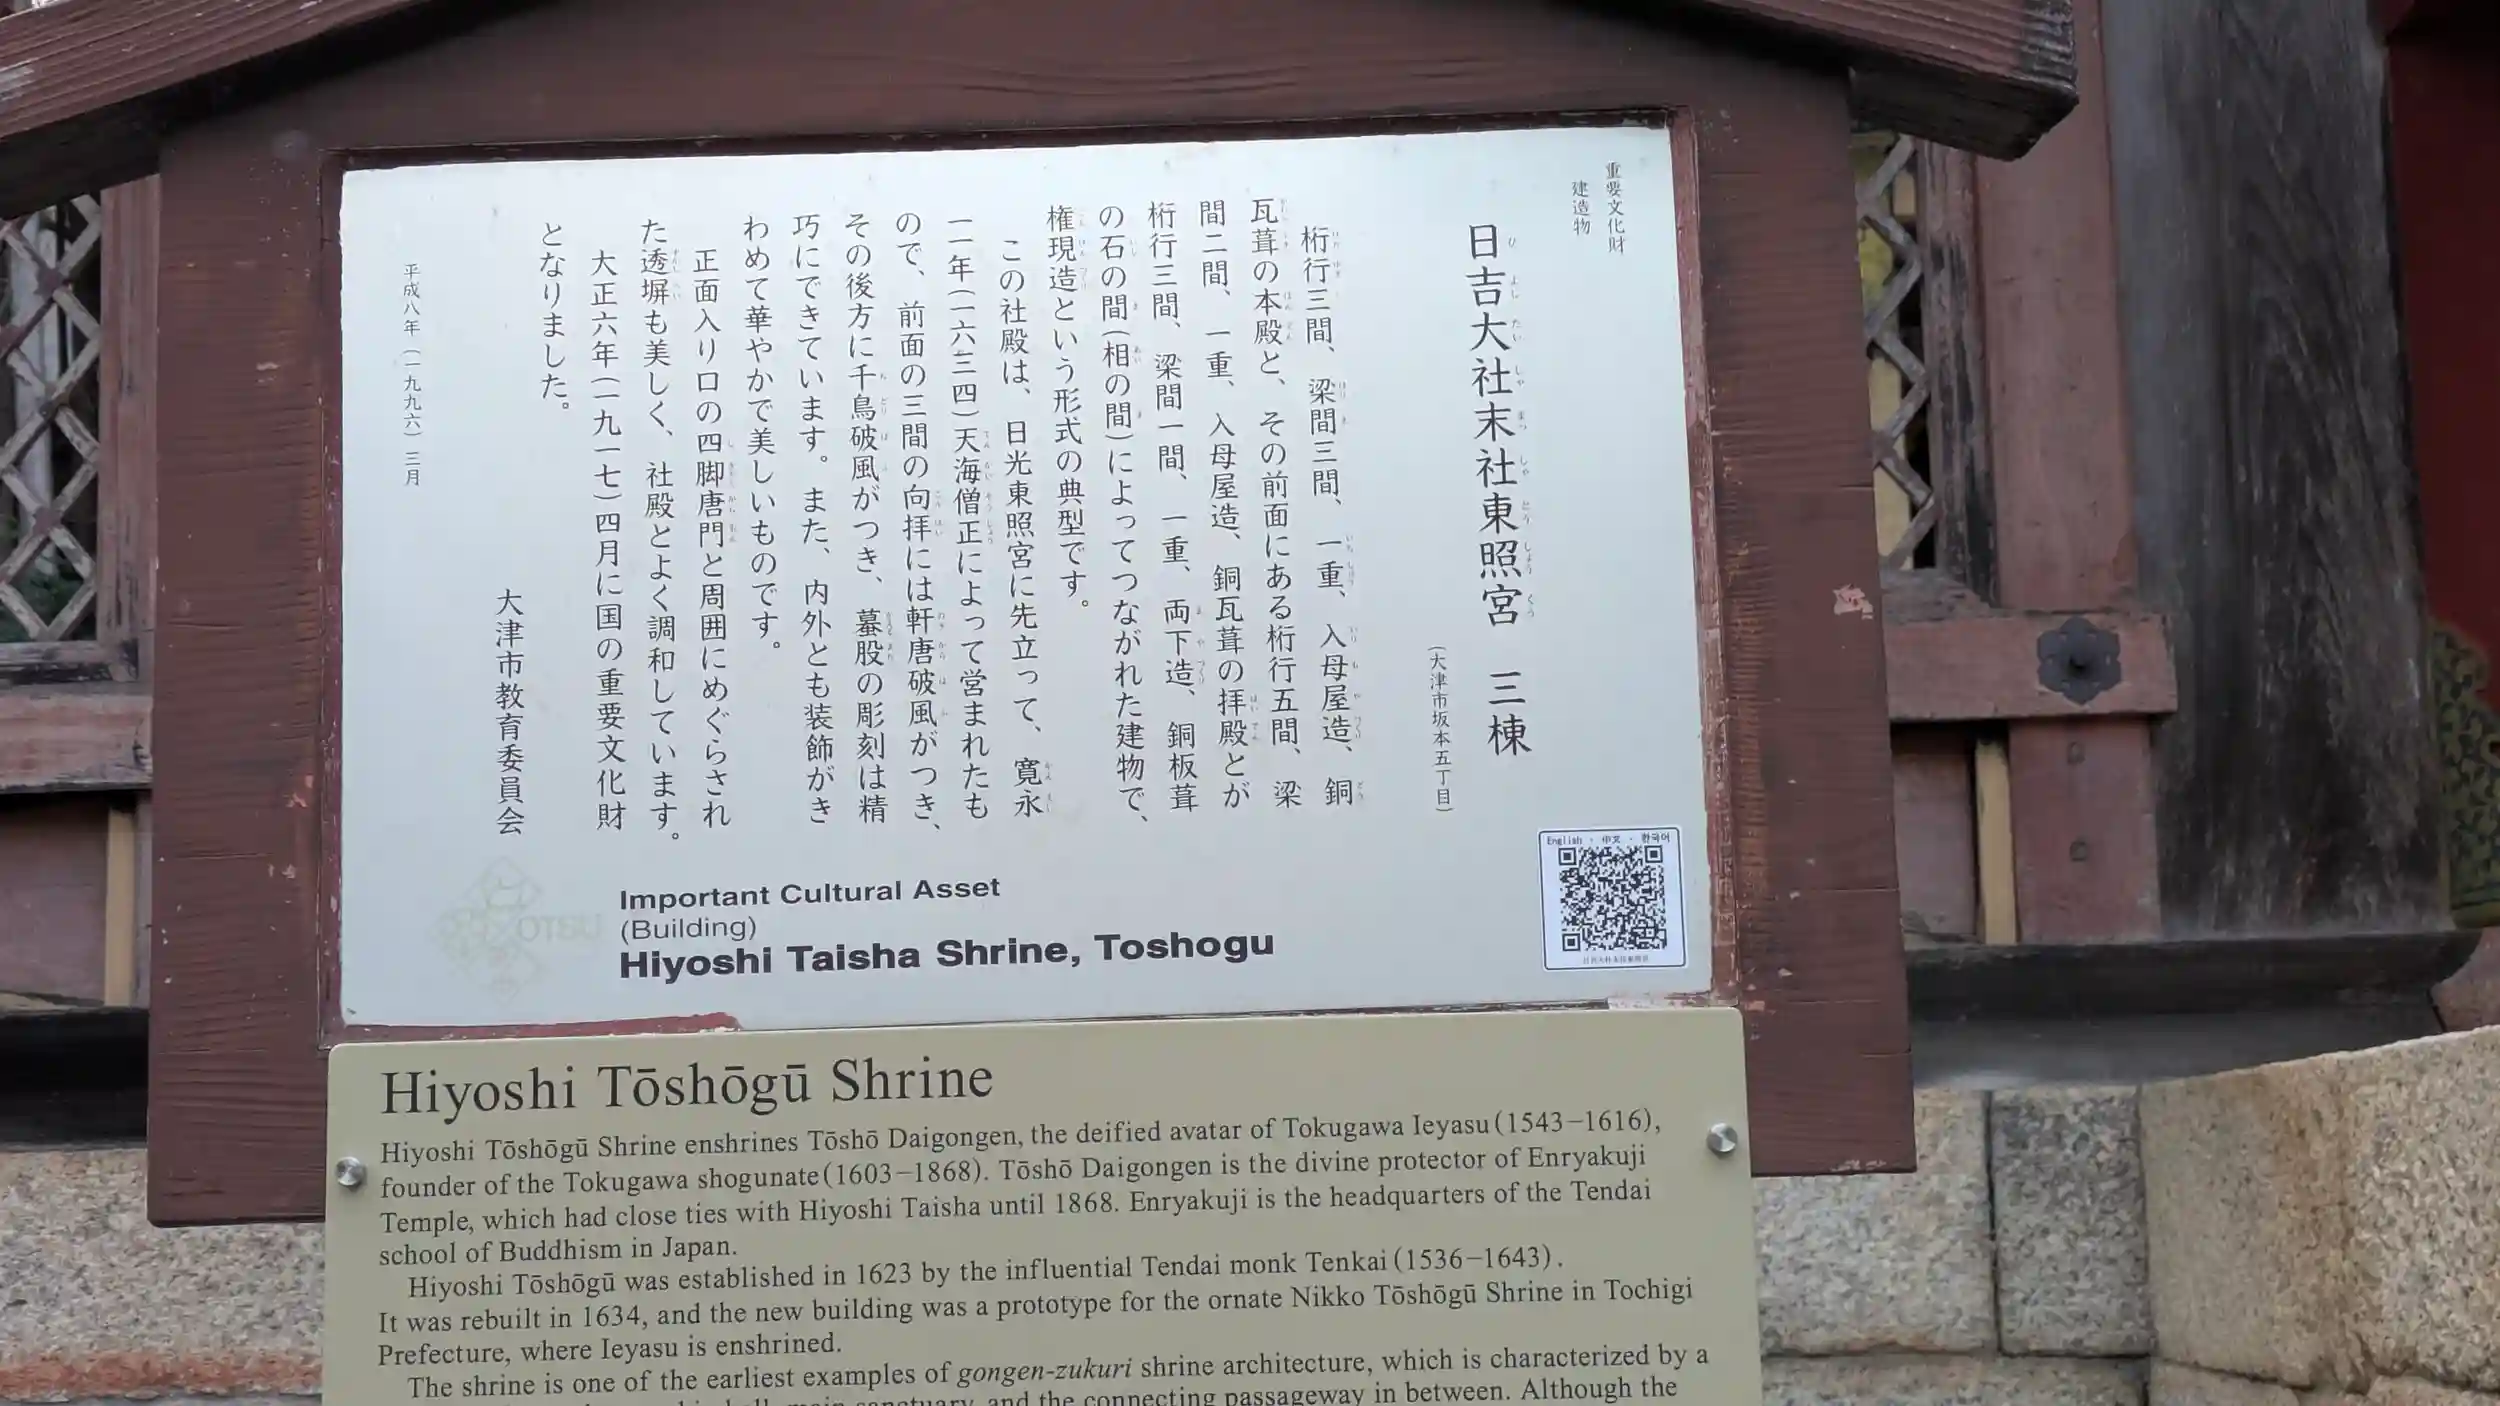 重要文化財
建造物
日吉大社末社東照宮　三棟
(大津市坂本五丁目)
桁行三間、梁間三間、一重、入母屋造、銅
瓦葺の本殿と、その前面にある桁行五間、梁
間二間、一重、入母屋造、銅瓦葺の拝殿とが
桁行三間、梁間一間、一重、両下造、銅板葺
の石の間(相の間)によってつながれた建物で、
権現造という形式の典型です。
この社殿は、日光東照宮に先立って、寛永
一一年(一六三四)天海僧正によって営まれたも
ので、前面の三間の向拝には軒唐破風がつき、
その後方に千鳥破風がつき、蟇股の彫刻は精
巧にできています。また、内外とも装飾がき
わめて華やかで美しいものです。
正面入り口の四脚唐門と周囲にめぐらされ
た透塀も美しく、社殿とよく調和しています。
大正六年(一九一七)四月に国の重要文化財
となりました。
大津市教育委員会
平成八年(一九九六)三月
English · 中文 · 한국어
Important Cultural Asset
(Building)
Hiyoshi Taisha Shrine, Toshogu
OTSU
Hiyoshi Tōshōgū Shrine
Hiyoshi Tōshōgū Shrine enshrines Tōshō Daigongen, the deified avatar of Tokugawa Ieyasu (1543–1616),
founder of the Tokugawa shogunate (1603–1868). Tōshō Daigongen is the divine protector of Enryakuji
Temple, which had close ties with Hiyoshi Taisha until 1868. Enryakuji is the headquarters of the Tendai
school of Buddhism in Japan.
Hiyoshi Tōshōgū was established in 1623 by the influential Tendai monk Tenkai (1536–1643).
It was rebuilt in 1634, and the new building was a prototype for the ornate Nikko Tōshōgū Shrine in Tochigi
Prefecture, where Ieyasu is enshrined.
The shrine is one of the earliest examples of gongen-zukuri shrine architecture, which is characterized by a
main sanctuary, and the connecting passageway in between. Although the